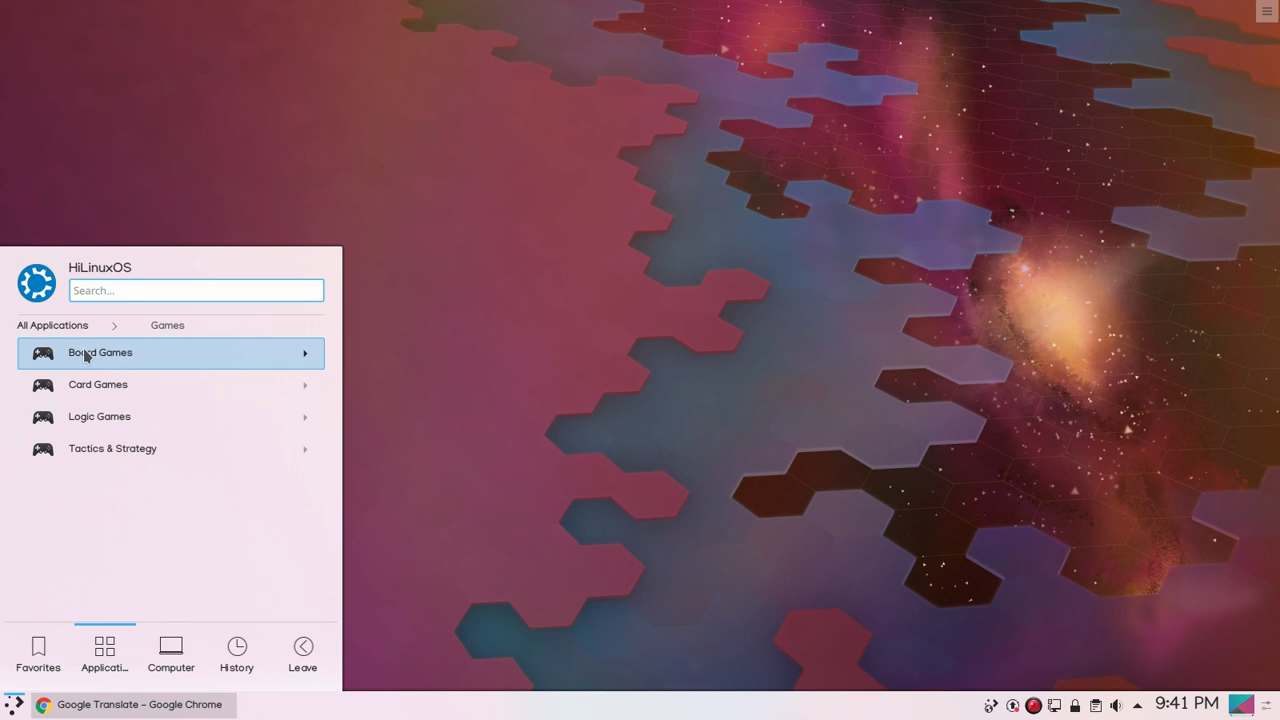 HiLinuxOS
Search...
All Applications
Games
Board Games
Card Games
Logic Games
Tactics & Strategy
Favorites
Applicati...
Computer
History
Leave
Google Translate - Google Chrome
9:41 PM